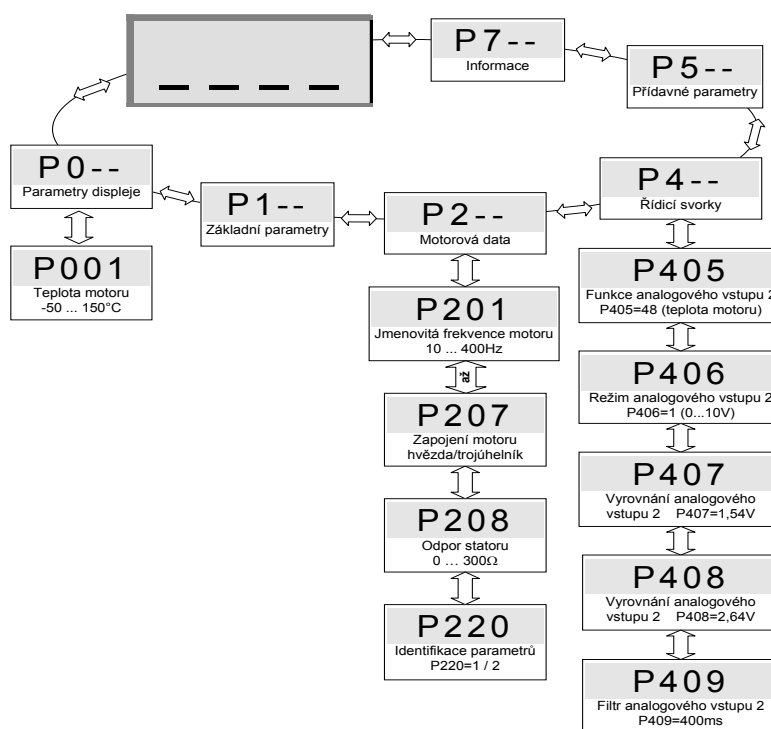 _ _ _ _
P7--
Informace
P5--
Přídavné parametry
P0--
Parametry displeje
P1--
Základní parametry
P2--
Motorová data
P4--
Řídicí svorky
P001
Teplota motoru
-50 ... 150°C
P201
Jmenovitá frekvence motoru
10 ... 400Hz
až
P207
Zapojení motoru
hvězda/trojúhelník
P208
Odpor statoru
0 ... 300Ω
P220
Identifikace parametrů
P220=1 / 2
P405
Funkce analogového vstupu 2
P405=48 (teplota motoru)
P406
Režim analogového vstupu 2
P406=1 (0...10V)
P407
Vyrovnání analogového
vstupu 2 P407=1,54V
P408
Vyrovnání analogového
vstupu 2 P408=2,64V
P409
Filtr analogového vstupu 2
P409=400ms